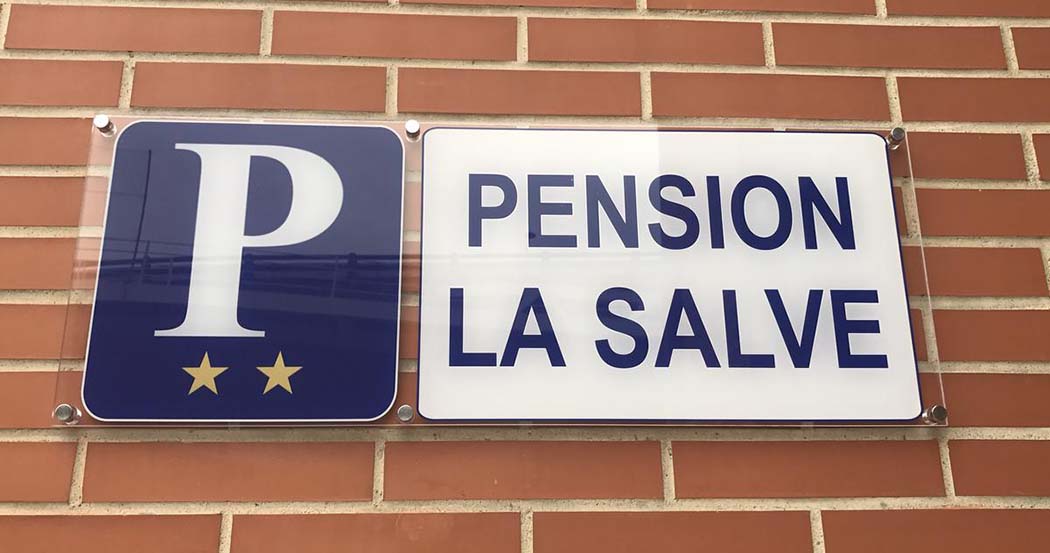 P
PENSION
LA SALVE